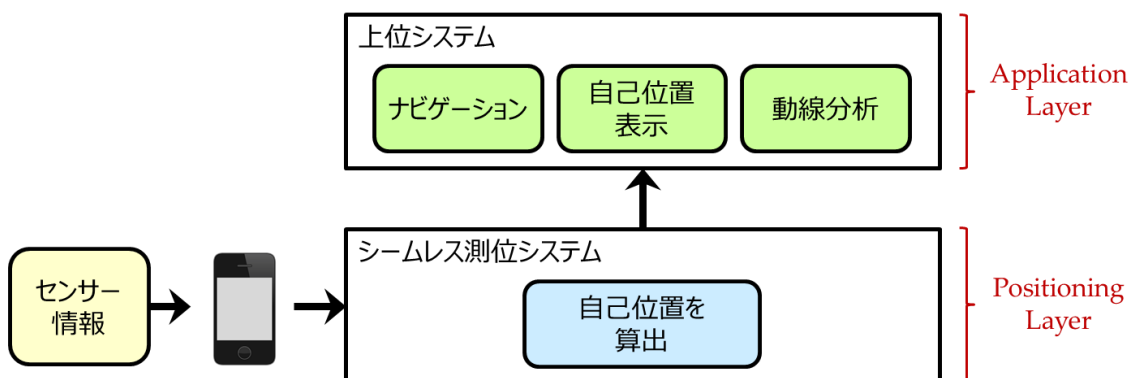 上位システム
ナビゲーション
自己位置
表示
動線分析
Application
Layer
シームレス測位システム
センサー
情報
自己位置を
算出
Positioning
Layer